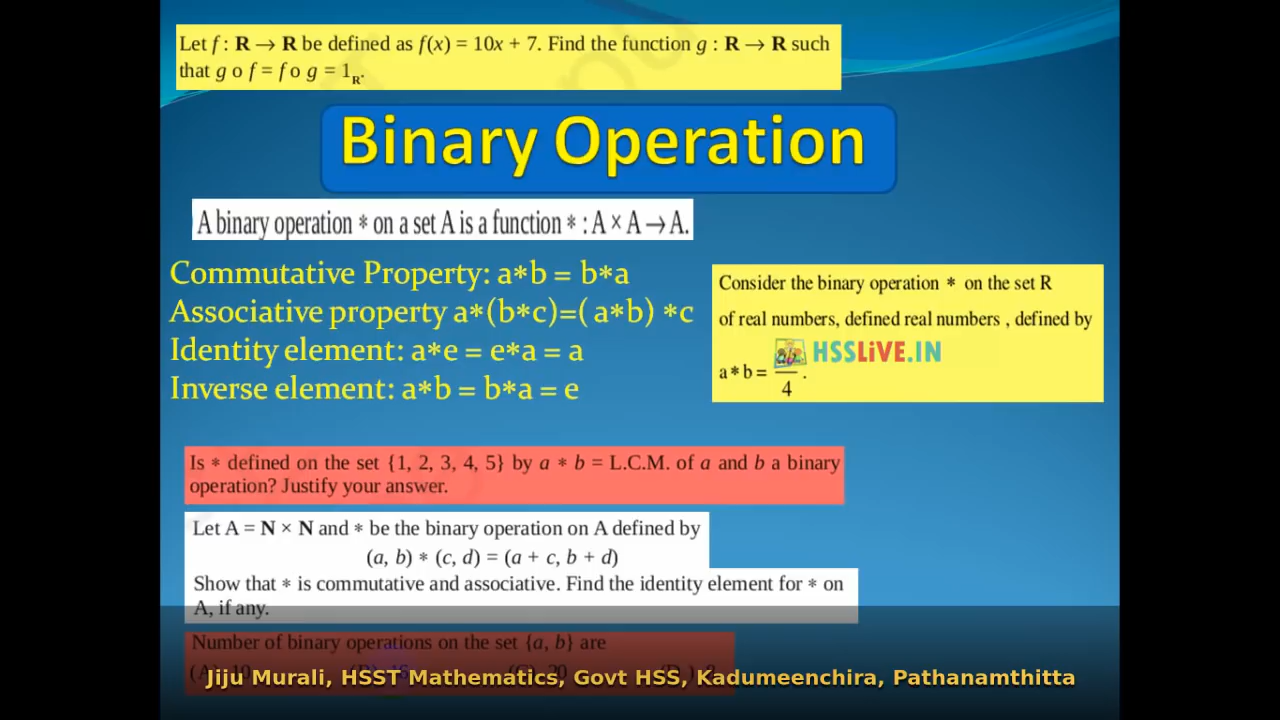 Let f : R → R be defined as f(x) = 10x + 7. Find the function g : R → R such
that g o f = f o g = 1R.
Binary Operation
A binary operation * on a set A is a function * : A × A → A.
Commutative Property: a*b = b*a
Associative property a*(b*c)=( a*b) *c
Identity element: a*e = e*a = a
Inverse element: a*b = b*a = e
Consider the binary operation * on the set R
of real numbers, defined real numbers , defined by
HSSLiVE.IN
a * b = 
4 .
Is * defined on the set {1, 2, 3, 4, 5} by a * b = L.C.M. of a and b a binary
operation? Justify your answer.
Let A = N × N and * be the binary operation on A defined by
(a, b) * (c, d) = (a + c, b + d)
Show that * is commutative and associative. Find the identity element for * on
A, if any.
Number of binary operations on the set {a, b} are
(A) 10 (B) 16 (C) 20
Jiju Murali, HSST Mathematics, Govt HSS, Kadumeenchira, Pathanamthitta